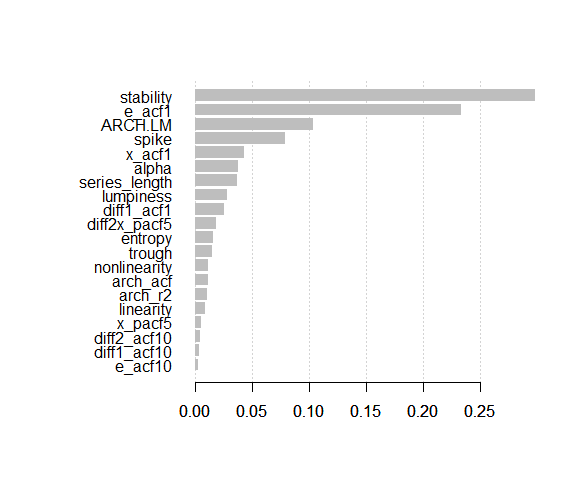 stability
e_acf1
ARCH.LM
spike
x_acf1
alpha
series_length
lumpiness
diff1_acf1
diff2x_pacf5
entropy
trough
nonlinearity
arch_acf
arch_r2
linearity
x_pacf5
diff2_acf10
diff1_acf10
e_acf10
0.00 0.05 0.10 0.15 0.20 0.25